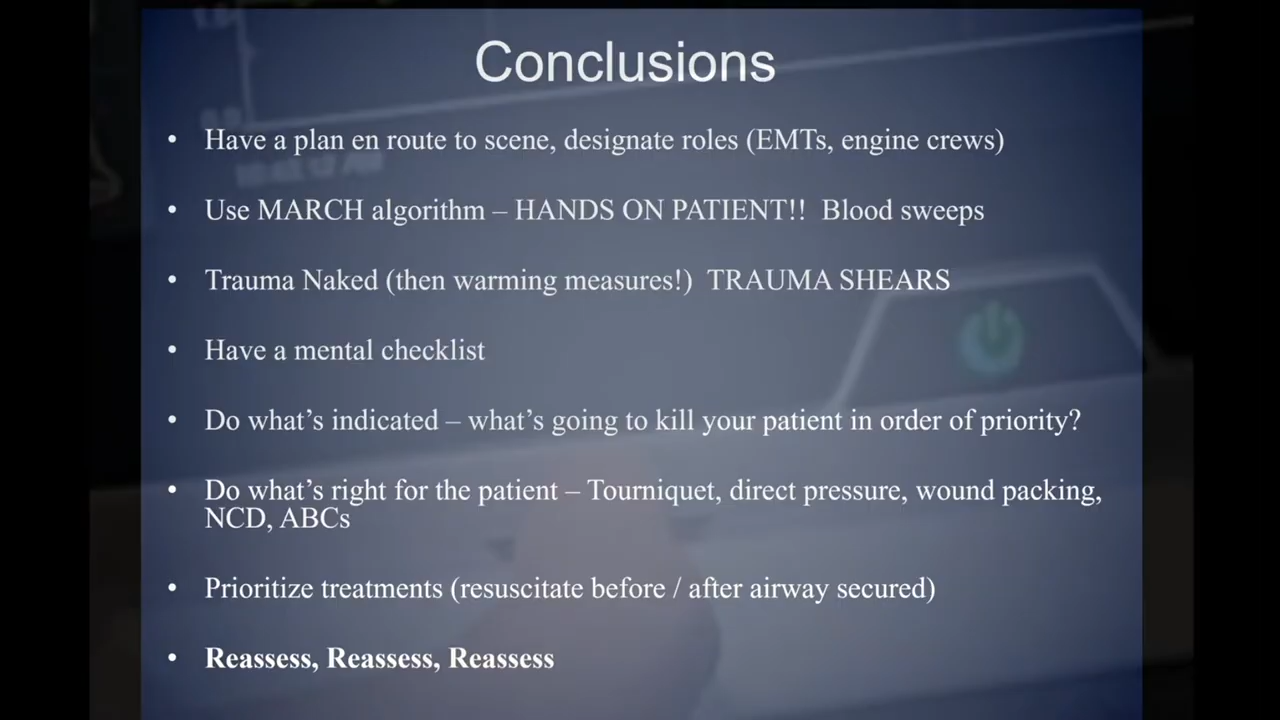 Conclusions
• Have a plan en route to scene, designate roles (EMTs, engine crews)
• Use MARCH algorithm – HANDS ON PATIENT!!  Blood sweeps
• Trauma Naked (then warming measures!)  TRAUMA SHEARS
• Have a mental checklist
• Do what’s indicated – what’s going to kill your patient in order of priority?
• Do what’s right for the patient – Tourniquet, direct pressure, wound packing,
NCD, ABCs
• Prioritize treatments (resuscitate before / after airway secured)
• Reassess, Reassess, Reassess